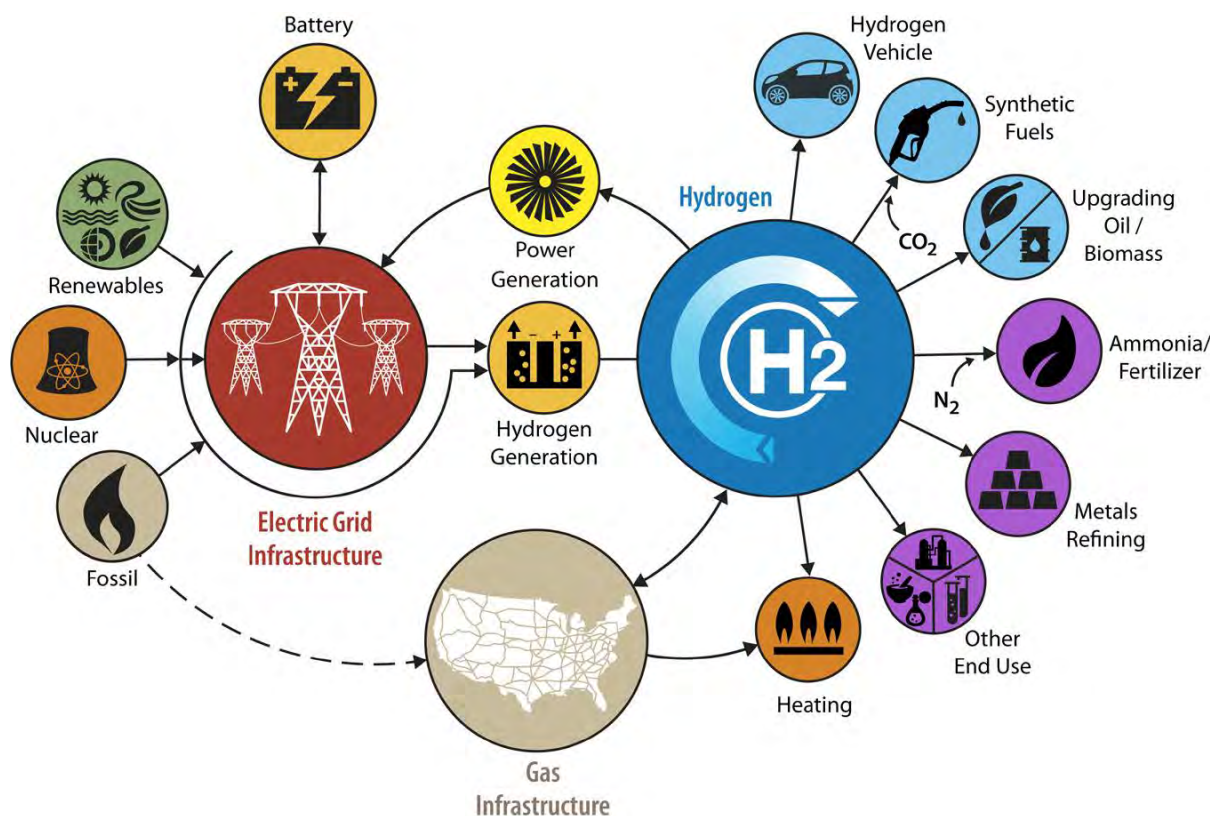 Battery
Hydrogen
Vehicle
Synthetic
Fuels
Renewables
Power
Generation
Hydrogen
CO2
Upgrading
Oil /
Biomass
Nuclear
Hydrogen
Generation
H2
N2
Ammonia/
Fertilizer
Fossil
Electric Grid
Infrastructure
Metals
Refining
Other
End Use
Heating
Gas
Infrastructure